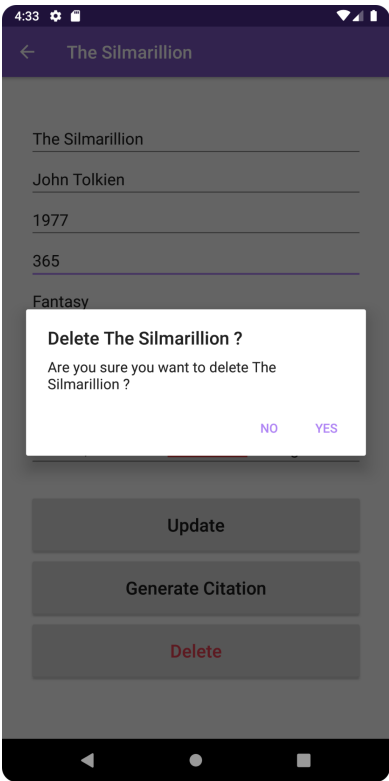 4:33
The Silmarillion
The Silmarillion
John Tolkien
1977
365
Fantasy
Delete The Silmarillion ?
Are you sure you want to delete The
Silmarillion ?
NO YES
Update
Generate Citation
Delete